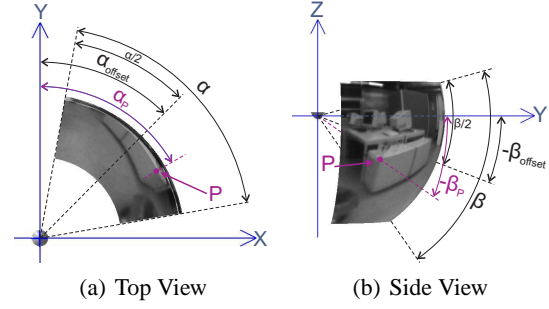 Y
α/2
α
α_offset
α_P
P
X
(a) Top View
Z
Y
β/2
-β_offset
P
-β_P
β
(b) Side View